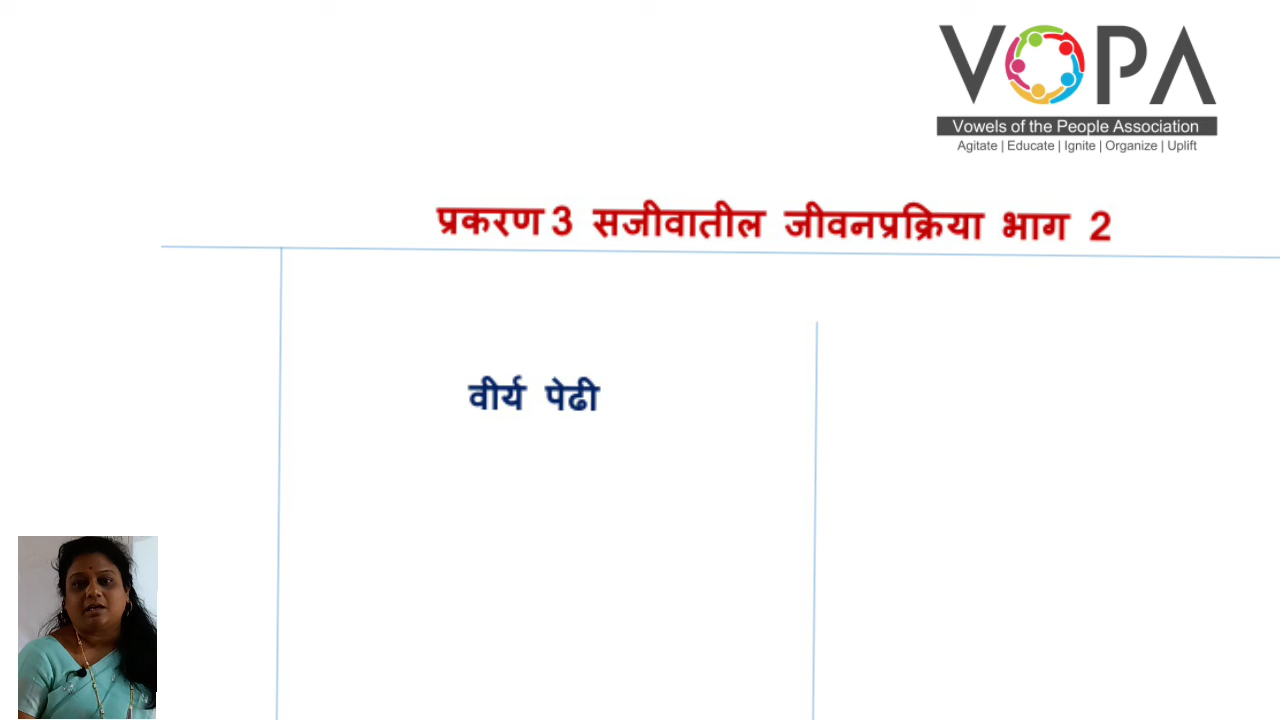 VOPA
Vowels of the People Association
Agitate | Educate | Ignite | Organize | Uplift
प्रकरण 3 सजीवातील जीवनप्रक्रिया भाग 2
वीर्य पेढी